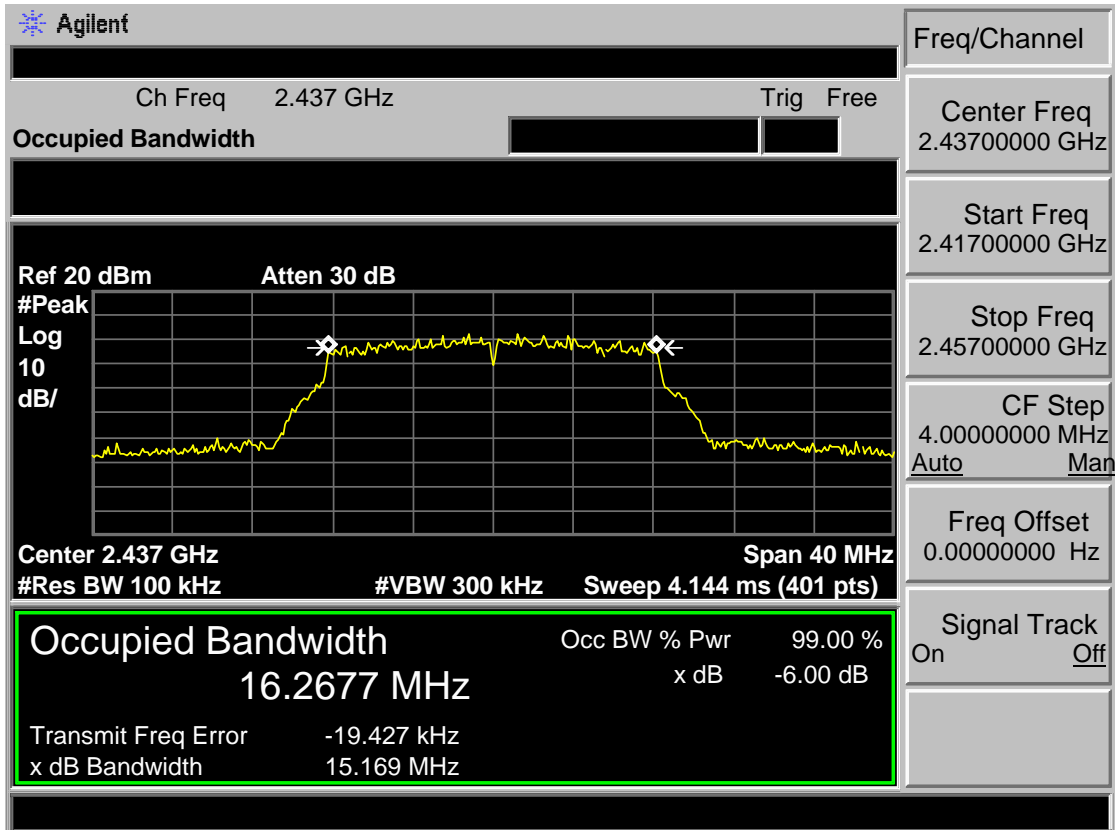 Agilent
Freq/Channel
Ch Freq 2.437 GHz Trig Free
Occupied Bandwidth
Center Freq
2.43700000 GHz
Start Freq
2.41700000 GHz
Stop Freq
2.45700000 GHz
CF Step
4.00000000 MHz
Auto Man
Freq Offset
0.00000000 Hz
Signal Track
On Off
Ref 20 dBm Atten 30 dB
#Peak
Log
10
dB/
Center 2.437 GHz Span 40 MHz
#Res BW 100 kHz #VBW 300 kHz Sweep 4.144 ms (401 pts)
Occupied Bandwidth Occ BW % Pwr 99.00 %
16.2677 MHz x dB -6.00 dB
Transmit Freq Error -19.427 kHz
x dB Bandwidth 15.169 MHz